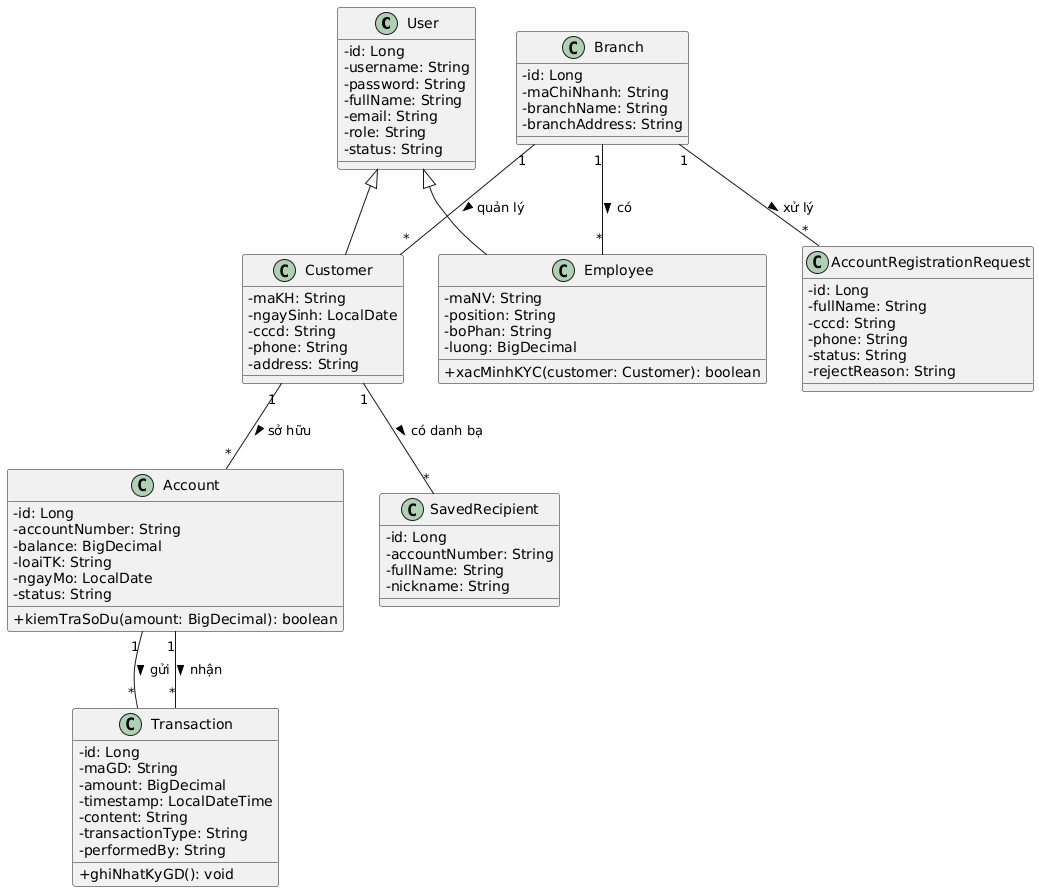 C User
-id: Long
-username: String
-password: String
-fullName: String
-email: String
-role: String
-status: String
C Branch
-id: Long
-maChiNhanh: String
-branchName: String
-branchAddress: String
1
1
1
quản lý
có
xử lý
*
*
*
C Customer
-maKH: String
-ngaySinh: LocalDate
-cccd: String
-phone: String
-address: String
C Employee
-maNV: String
-position: String
-boPhan: String
-luong: BigDecimal
+xacMinhKYC(customer: Customer): boolean
C AccountRegistrationRequest
-id: Long
-fullName: String
-cccd: String
-phone: String
-status: String
-rejectReason: String
1
1
sở hữu
có danh bạ
*
*
C Account
-id: Long
-accountNumber: String
-balance: BigDecimal
-loaiTK: String
-ngayMo: LocalDate
-status: String
+kiemTraSoDu(amount: BigDecimal): boolean
C SavedRecipient
-id: Long
-accountNumber: String
-fullName: String
-nickname: String
1
1
gửi
nhận
*
*
C Transaction
-id: Long
-maGD: String
-amount: BigDecimal
-timestamp: LocalDateTime
-content: String
-transactionType: String
-performedBy: String
+ghiNhatKyGD(): void